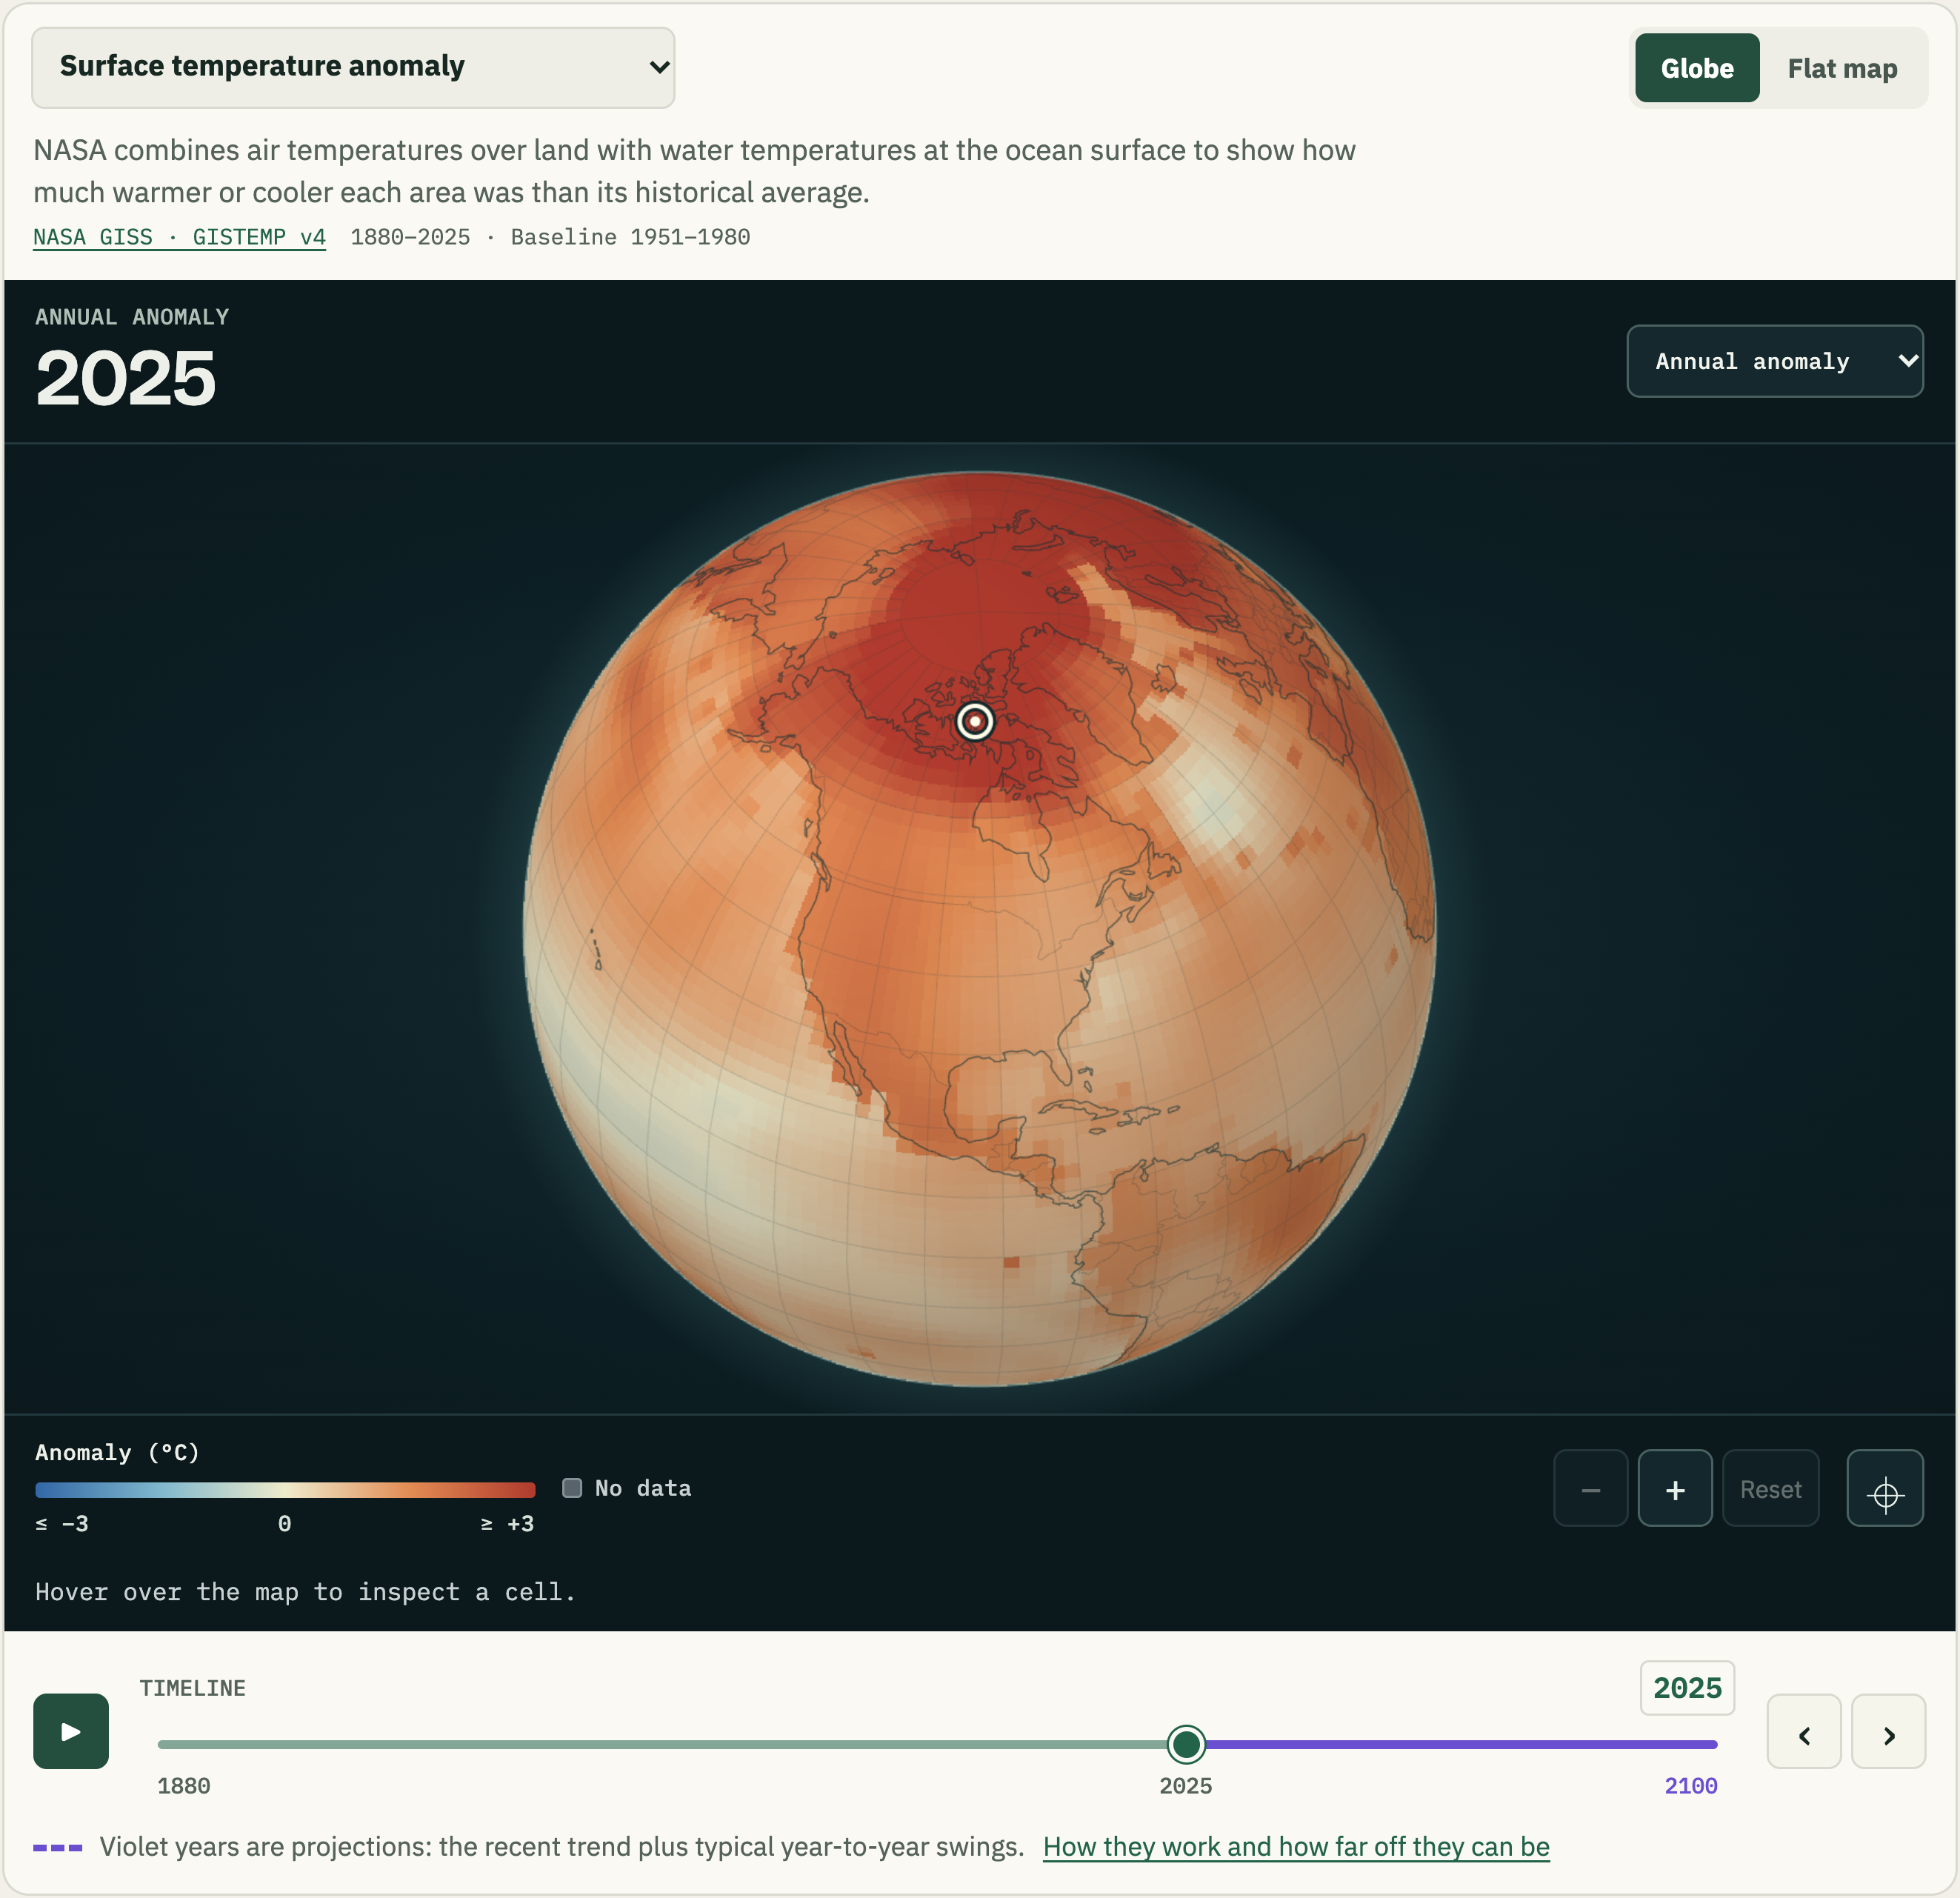 Surface temperature anomaly
Globe
Flat map
NASA combines air temperatures over land with water temperatures at the ocean surface to show how
much warmer or cooler each area was than its historical average.
NASA GISS · GISTEMP v4 1880–2025 · Baseline 1951–1980
ANNUAL ANOMALY
2025
Annual anomaly
Anomaly (°C)
No data
≤ −3 0 ≥ +3
− + Reset
Hover over the map to inspect a cell.
TIMELINE
2025
1880 2025 2100
Violet years are projections: the recent trend plus typical year-to-year swings. How they work and how far off they can be